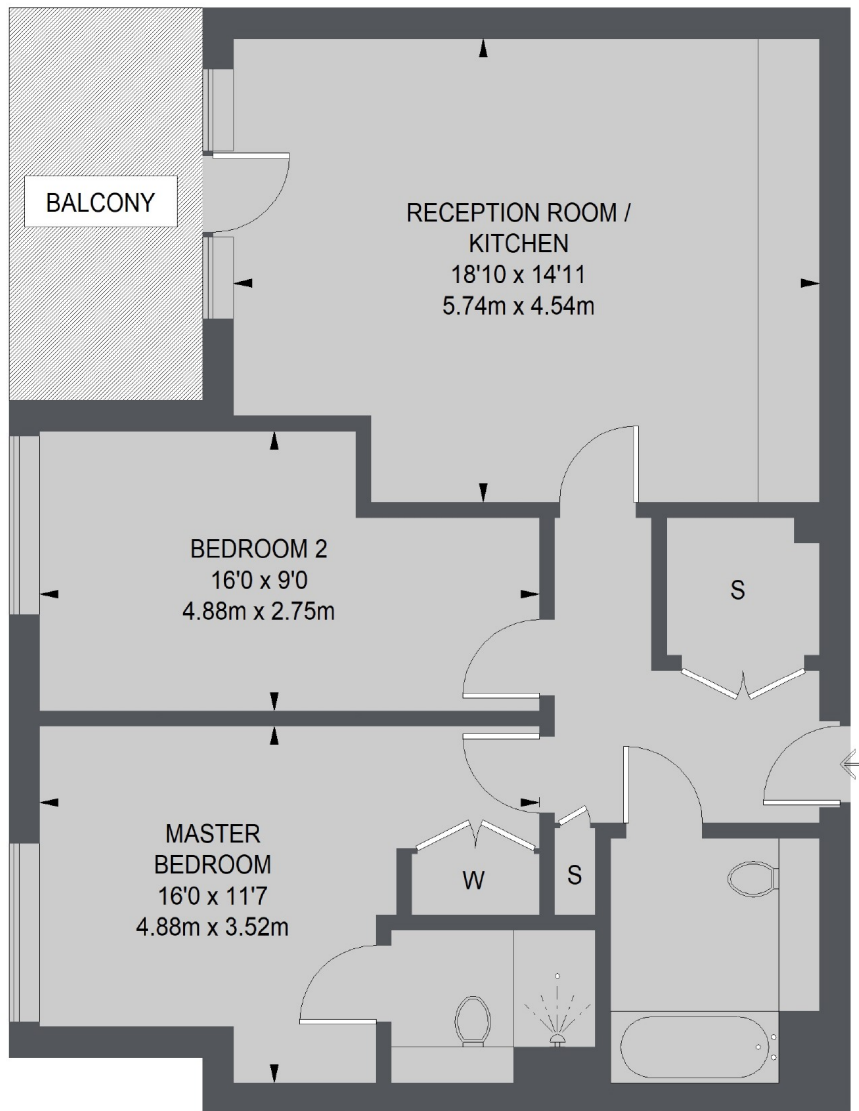 BALCONY
RECEPTION ROOM /
KITCHEN
18'10 x 14'11
5.74m x 4.54m
BEDROOM 2
16'0 x 9'0
4.88m x 2.75m
S
MASTER
BEDROOM
16'0 x 11'7
4.88m x 3.52m
W
S